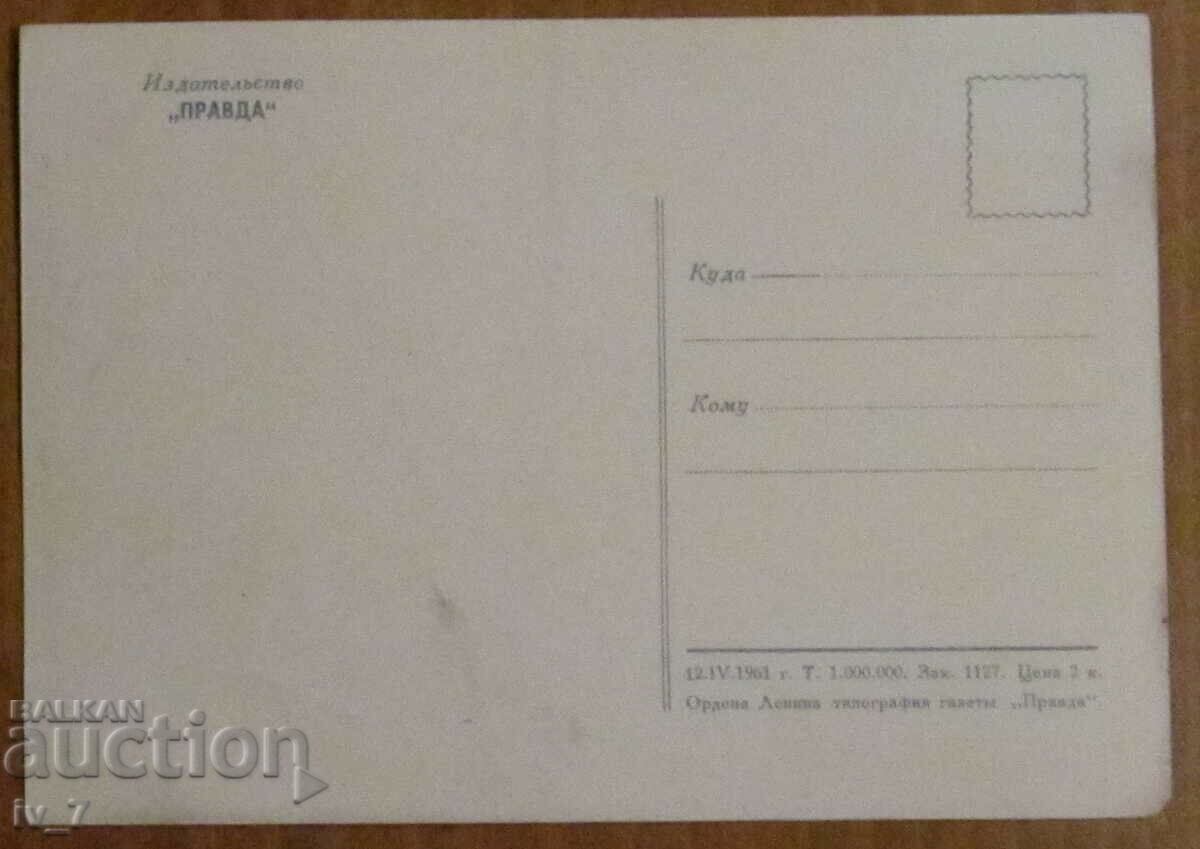 Издательство
„ПРАВДА“
Куда
Кому
12.IV.1961 г. Т. 1.000.000. Зак. 1127. Цена 3 к.
Ордена Ленина типография газеты „Правда“.
BALKAN
auction
iv_7